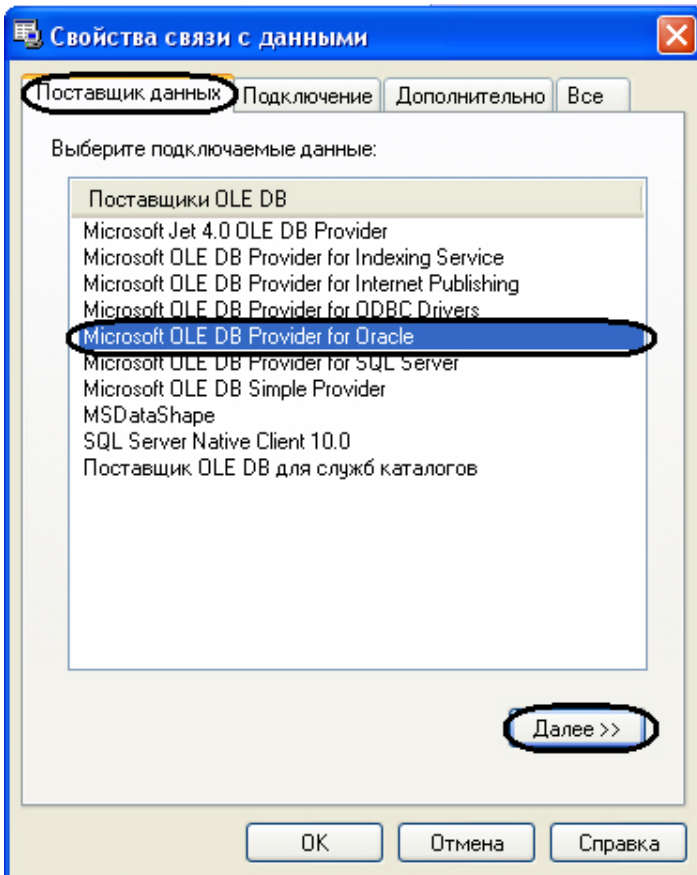 Свойства связи с данными
Поставщик данных Подключение Дополнительно Все
Выберите подключаемые данные:
Поставщики OLE DB
Microsoft Jet 4.0 OLE DB Provider
Microsoft OLE DB Provider for Indexing Service
Microsoft OLE DB Provider for Internet Publishing
Microsoft OLE DB Provider for ODBC Drivers
Microsoft OLE DB Provider for Oracle
Microsoft OLE DB Provider for SQL Server
Microsoft OLE DB Simple Provider
MSDataShape
SQL Server Native Client 10.0
Поставщик OLE DB для служб каталогов
Далее >>
OK Отмена Справка